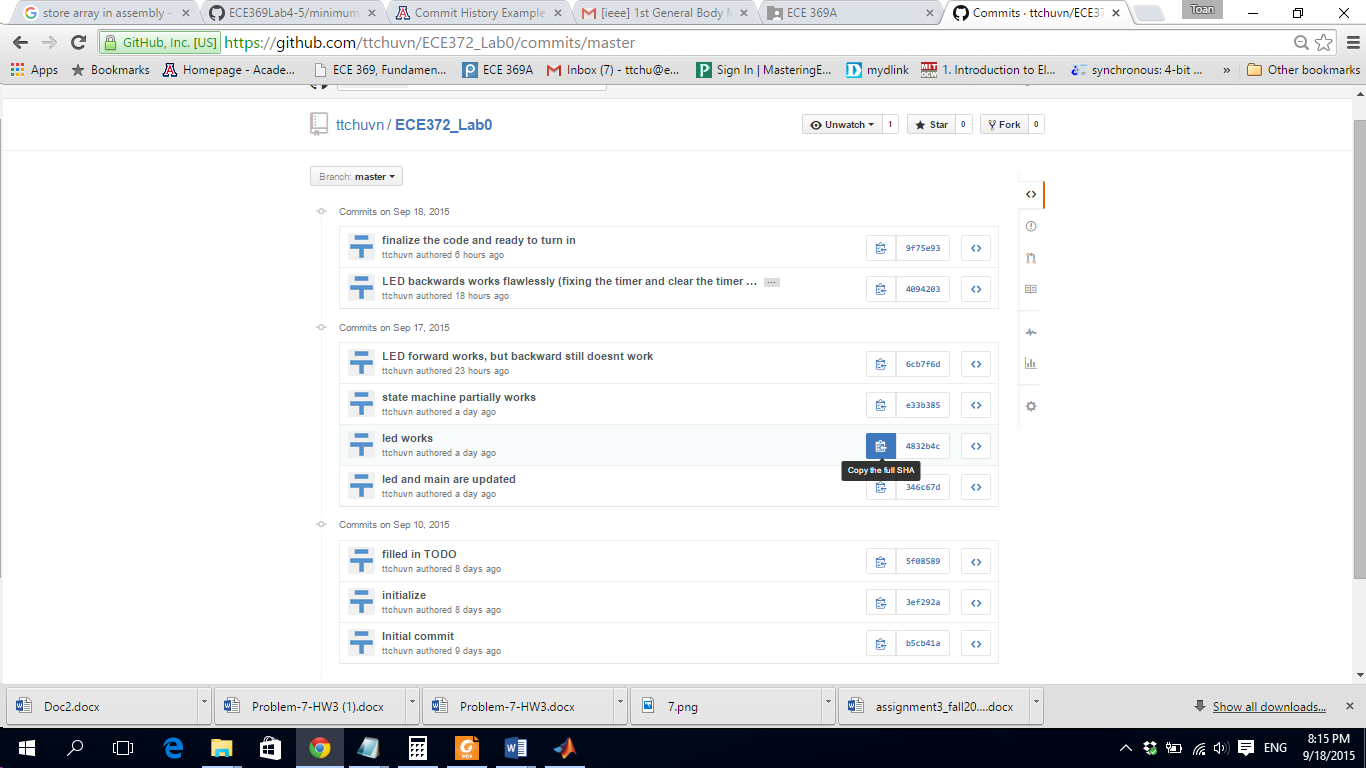 store array in assembly -
ECE369Lab4-5/minimum
Commit History Example
[ieee] 1st General Body M
ECE 369A
Commits · ttchuvn/ECE37
Toan
GitHub, Inc. [US]
https://github.com/ttchuvn/ECE372_Lab0/commits/master
Apps
Bookmarks
Homepage - Acade...
ECE 369, Fundamen...
ECE 369A
Inbox (7) - ttchu@e...
Sign In | MasteringE...
mydlink
1. Introduction to El...
synchronous: 4-bit ...
»
Other bookmarks
ttchuvn / ECE372_Lab0
Unwatch 1
Star 0
Fork 0
Branch: master
Commits on Sep 18, 2015
finalize the code and ready to turn in
ttchuvn authored 6 hours ago
9f75e93
LED backwards works flawlessly (fixing the timer and clear the timer … …
ttchuvn authored 18 hours ago
4094203
Commits on Sep 17, 2015
LED forward works, but backward still doesnt work
ttchuvn authored 23 hours ago
6cb7f6d
state machine partially works
ttchuvn authored a day ago
e33b385
led works
ttchuvn authored a day ago
4832b4c
Copy the full SHA
led and main are updated
ttchuvn authored a day ago
346c67d
Commits on Sep 10, 2015
filled in TODO
ttchuvn authored 8 days ago
5f08589
initialize
ttchuvn authored 8 days ago
3ef292a
Initial commit
ttchuvn authored 9 days ago
b5cb41a
Doc2.docx
Problem-7-HW3 (1).docx
Problem-7-HW3.docx
7.png
assignment3_fall20....docx
Show all downloads...
ENG
8:15 PM
9/18/2015